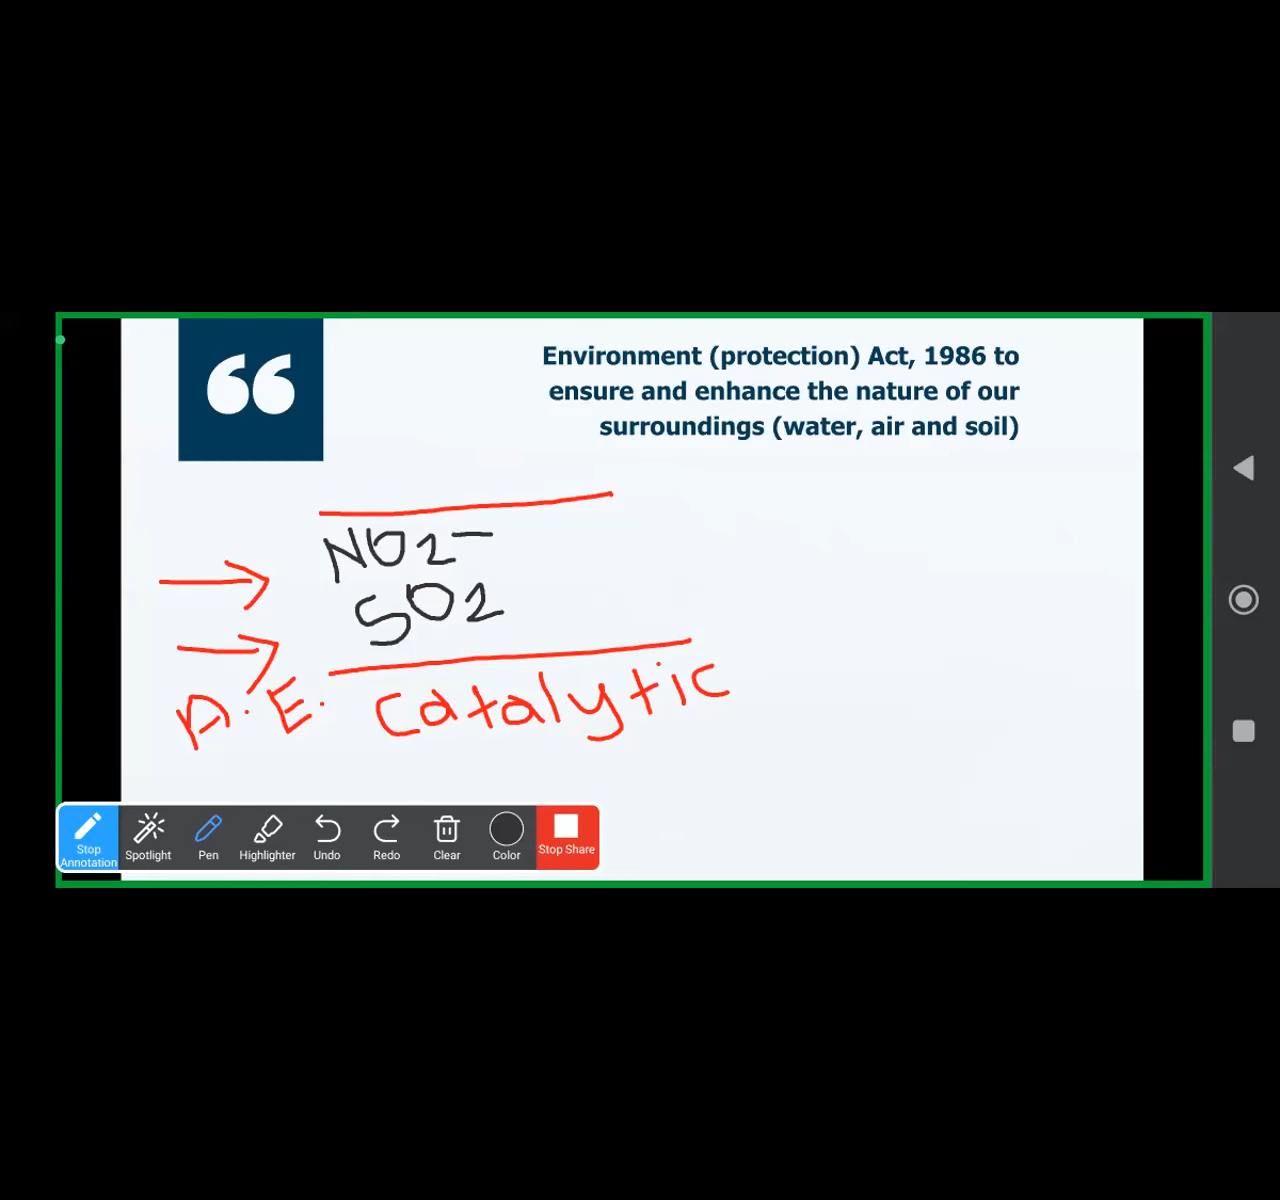 Environment (protection) Act, 1986 to
ensure and enhance the nature of our
surroundings (water, air and soil)
NO2-
SO2
D.E. Catalytic
Stop Annotation
Spotlight
Pen
Highlighter
Undo
Redo
Clear
Color
Stop Share